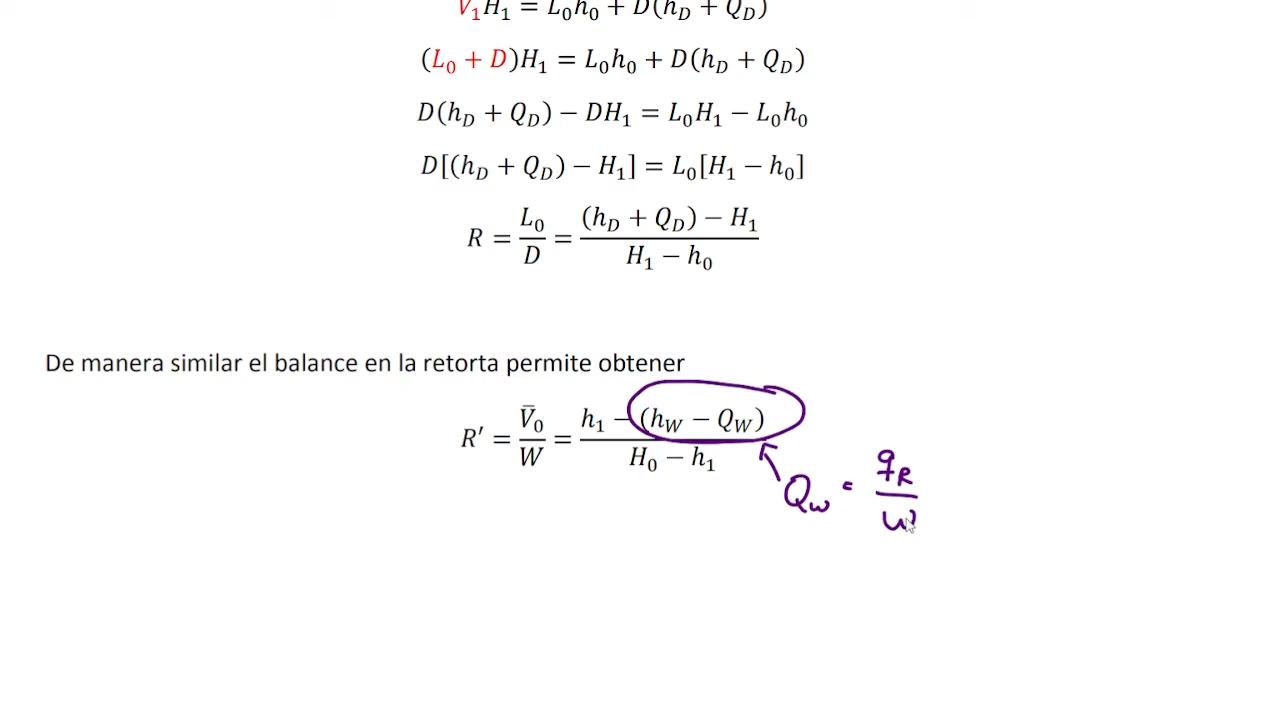 V₁H₁ = L₀h₀ + D(h_D + Q_D)
(L₀ + D)H₁ = L₀h₀ + D(h_D + Q_D)
D(h_D + Q_D) − DH₁ = L₀H₁ − L₀h₀
D[(h_D + Q_D) − H₁] = L₀[H₁ − h₀]
R = L₀/D = ((h_D + Q_D) − H₁)/(H₁ − h₀)
De manera similar el balance en la retorta permite obtener
R′ = V̄₀/W = (h₁ − (h_W − Q_W))/(H₀ − h₁)
Q_w = q_R/W